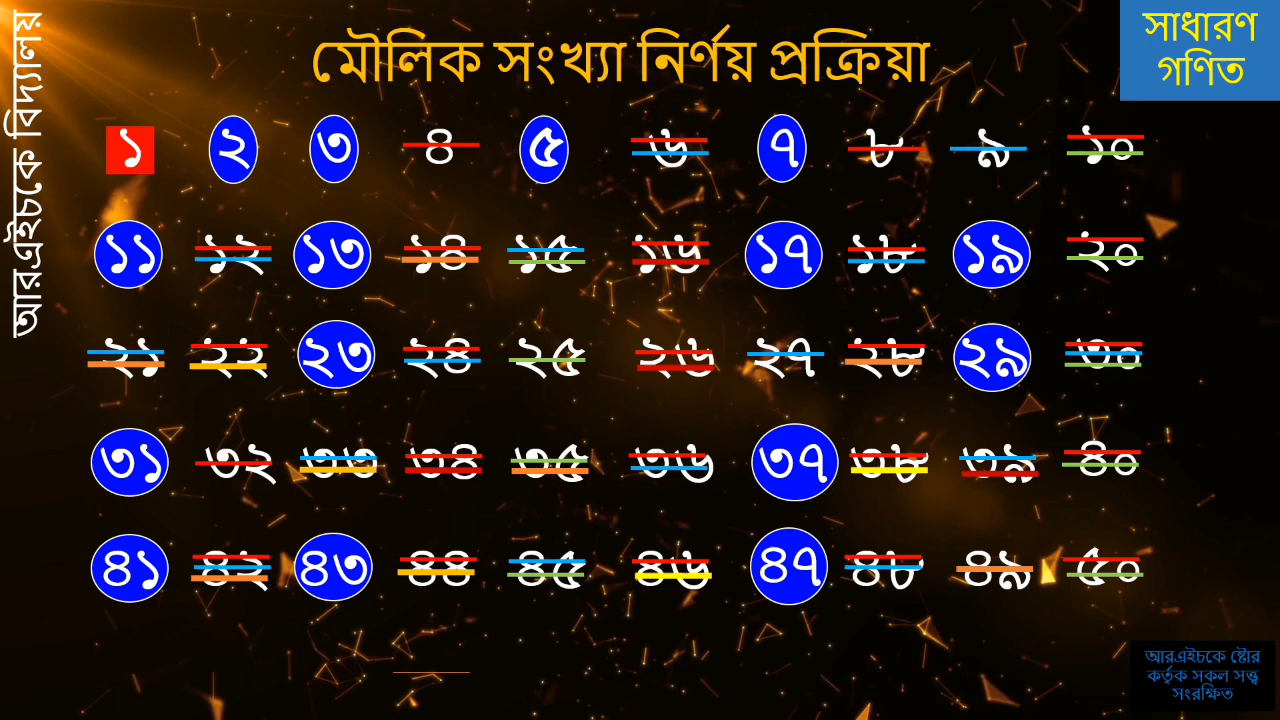 আরএইচকে বিদ্যালয়
মৌলিক সংখ্যা নির্ণয় প্রক্রিয়া
সাধারণ
গণিত
১ ২ ৩ ৪ ৫ ৬ ৭ ৮ ৯ ১০
১১ ১২ ১৩ ১৪ ১৫ ১৬ ১৭ ১৮ ১৯ ২০
২১ ২২ ২৩ ২৪ ২৫ ২৬ ২৭ ২৮ ২৯ ৩০
৩১ ৩২ ৩৩ ৩৪ ৩৫ ৩৬ ৩৭ ৩৮ ৩৯ ৪০
৪১ ৪২ ৪৩ ৪৪ ৪৫ ৪৬ ৪৭ ৪৮ ৪৯ ৫০
আরএইচকে ষ্টোর
কর্তৃক সকল সত্ত্ব
সংরক্ষিত